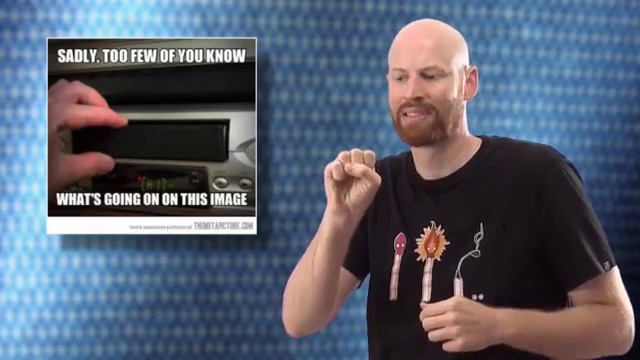 SADLY, TOO FEW OF YOU KNOW
WHAT'S GOING ON ON THIS IMAGE
THEMETAPICTURE.COM